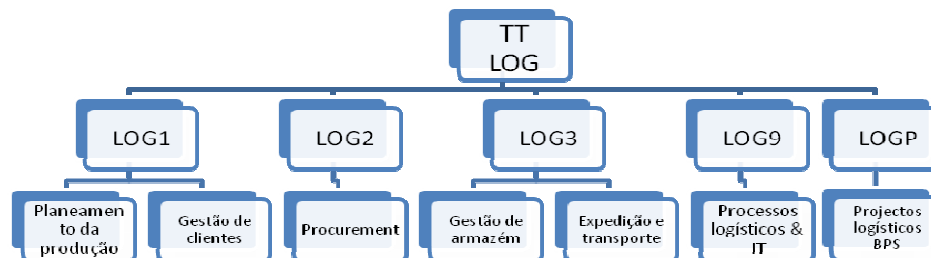 TT
LOG
LOG1
LOG2
LOG3
LOG9
LOGP
Planeamen
to da
produção
Gestão de
clientes
Procurement
Gestão de
armazém
Expedição e
transporte
Processos
logísticos &
IT
Projectos
logísticos
BPS